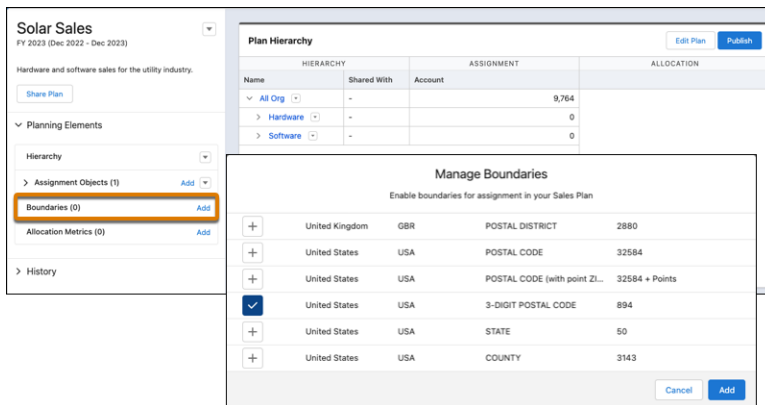 Solar Sales
FY 2023 (Dec 2022 - Dec 2023)
Hardware and software sales for the utility industry.
Share Plan
Planning Elements
Hierarchy
Assignment Objects (1) Add
Boundaries (0) Add
Allocation Metrics (0) Add
History
Plan Hierarchy Edit Plan Publish
HIERARCHY ASSIGNMENT ALLOCATION
Name Shared With Account
All Org - 9,764
Hardware - 0
Software - 0
Manage Boundaries
Enable boundaries for assignment in your Sales Plan
United Kingdom GBR POSTAL DISTRICT 2880
United States USA POSTAL CODE 32584
United States USA POSTAL CODE (with point ZI... 32584 + Points
United States USA 3-DIGIT POSTAL CODE 894
United States USA STATE 50
United States USA COUNTY 3143
Cancel Add